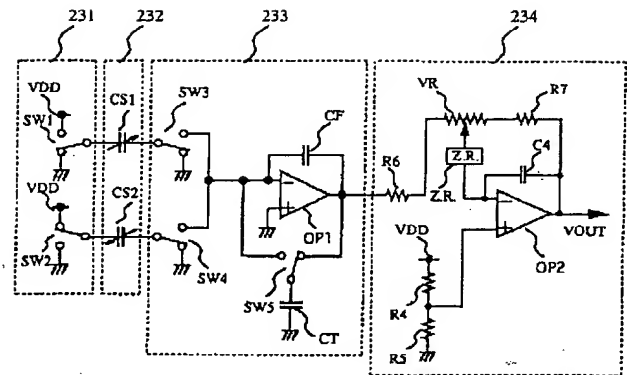 231
232
233
234
VDD
SW1
CS1
SW3
CF
VR
R7
R6
Z.R.
Z.R.
C4
VDD
SW2
CS2
SW4
OP1
SW5
CT
VDD
R4
R5
OP2
VOUT